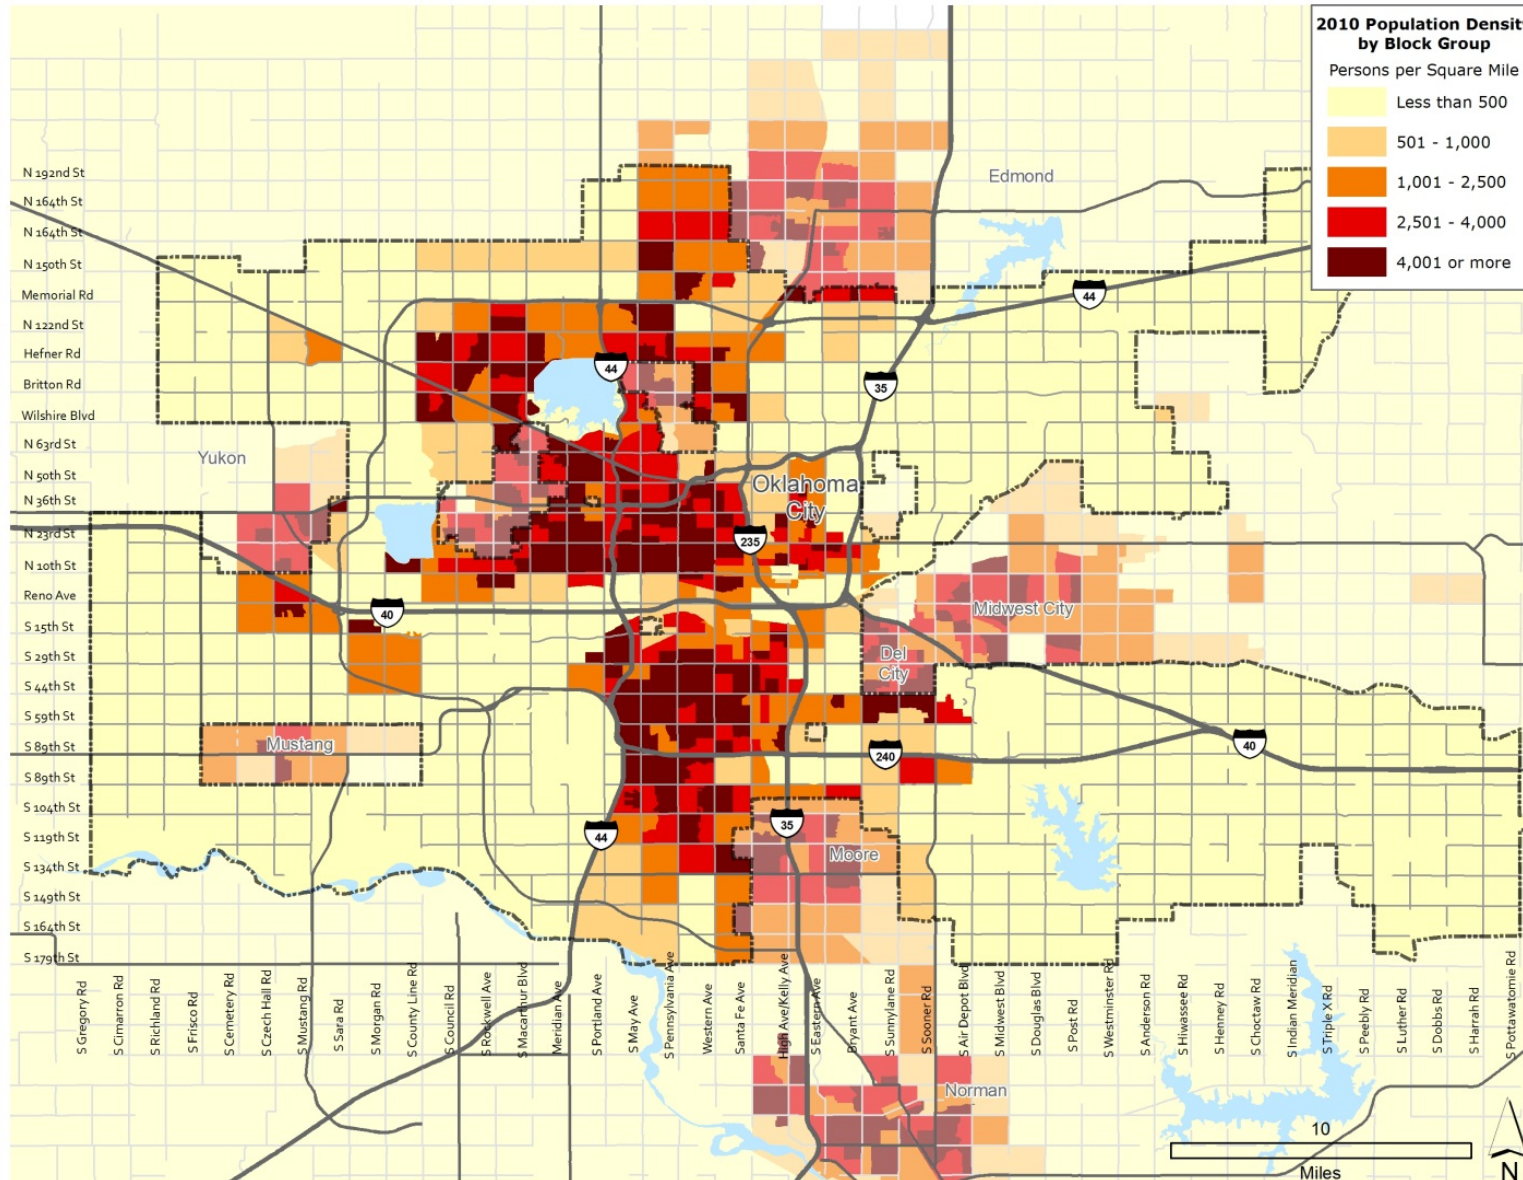 2010 Population Densit
by Block Group
Persons per Square Mile
Less than 500
501 - 1,000
1,001 - 2,500
2,501 - 4,000
4,001 or more
N 192nd St
N 164th St
N 164th St
N 150th St
Memorial Rd
N 122nd St
Hefner Rd
Britton Rd
Wilshire Blvd
N 63rd St
N 50th St
N 36th St
N 23rd St
N 10th St
Reno Ave
S 15th St
S 29th St
S 44th St
S 59th St
S 89th St
S 89th St
S 104th St
S 119th St
S 134th St
S 149th St
S 164th St
S 179th St
Edmond
44
44
35
Yukon
Oklahoma
City
235
40
Midwest City
Del
City
Mustang
240
40
44
35
Moore
Norman
S Gregory Rd
S Cimarron Rd
S Richland Rd
S Frisco Rd
S Cemetery Rd
S Czech Hall Rd
S Mustang Rd
S Sara Rd
S Morgan Rd
S County Line Rd
S Council Rd
S Rockwell Ave
S Macarthur Blvd
Meridian Ave
S Portland Ave
S May Ave
S Pennsylvania Ave
Western Ave
Santa Fe Ave
High Ave/Kelly Ave
S Eastern Ave
Bryant Ave
S Sunnylane Rd
S Sooner Rd
S Air Depot Blvd
S Midwest Blvd
S Douglas Blvd
S Post Rd
S Westminster Rd
S Anderson Rd
S Hiwassee Rd
S Henney Rd
S Choctaw Rd
S Indian Meridian
S Triple X Rd
S Peebly Rd
S Luther Rd
S Dobbs Rd
S Harrah Rd
S Pottawatomie Rd
10
Miles
N